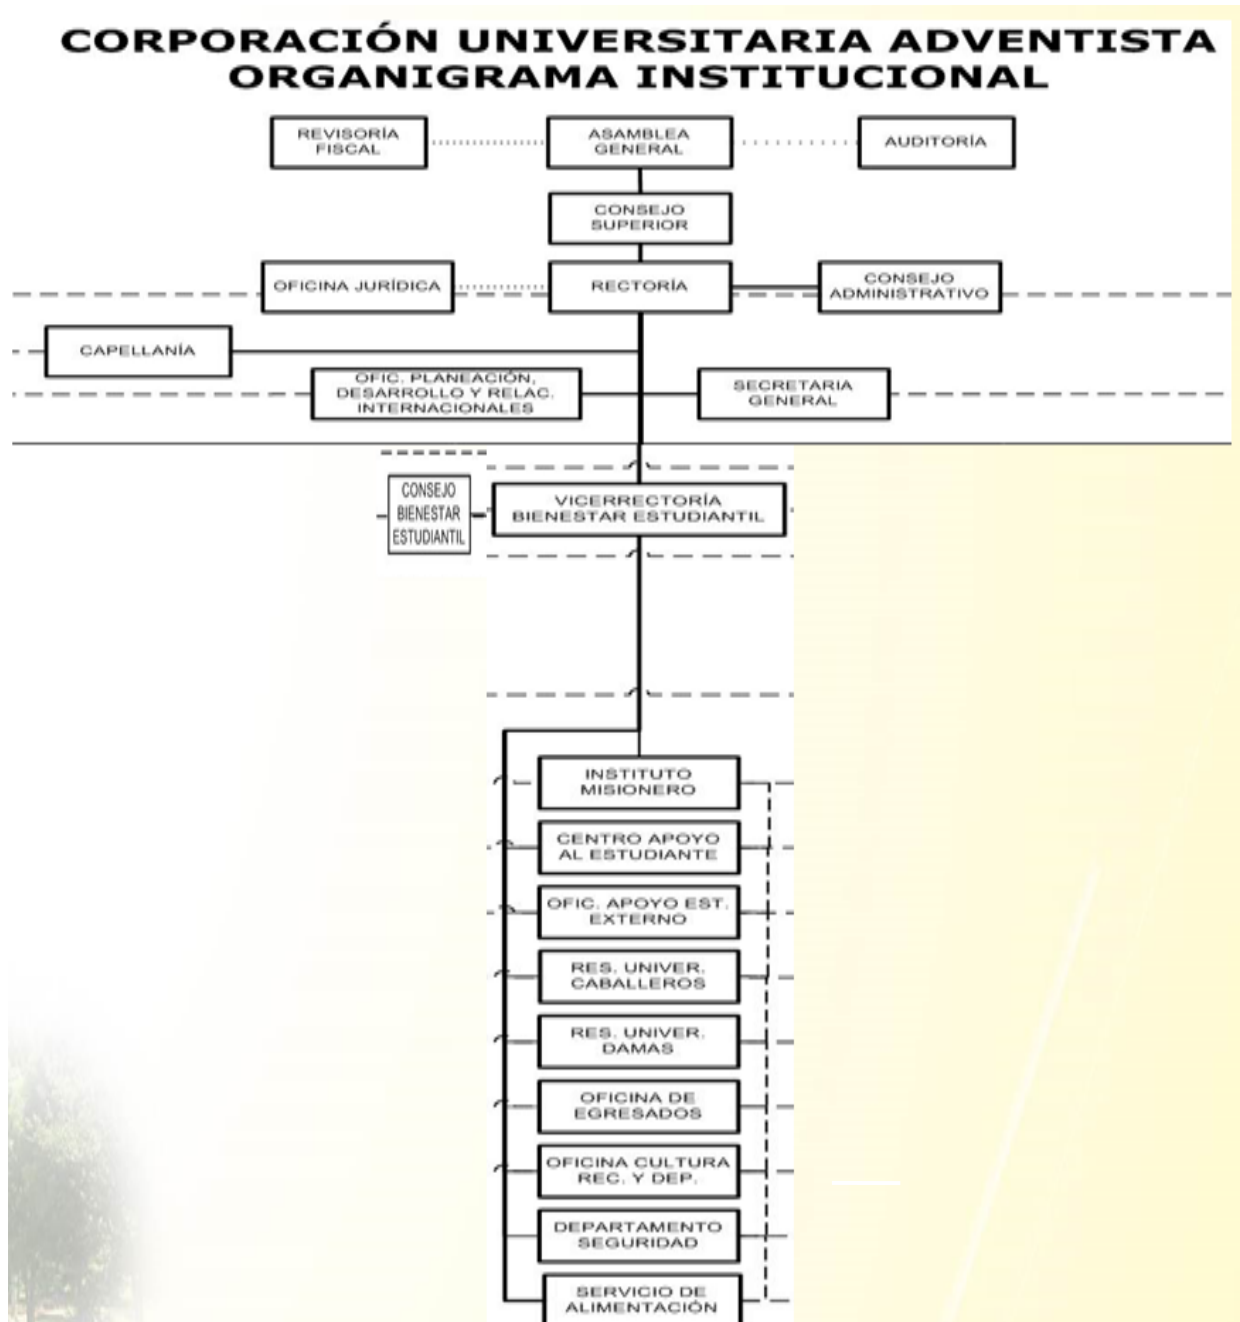 CORPORACIÓN UNIVERSITARIA ADVENTISTA
ORGANIGRAMA INSTITUCIONAL
REVISORÍA
FISCAL
ASAMBLEA
GENERAL
AUDITORÍA
CONSEJO
SUPERIOR
OFICINA JURÍDICA
RECTORÍA
CONSEJO
ADMINISTRATIVO
CAPELLANÍA
OFIC. PLANEACIÓN,
DESARROLLO Y RELAC.
INTERNACIONALES
SECRETARIA
GENERAL
CONSEJO
BIENESTAR
ESTUDIANTIL
VICERRECTORÍA
BIENESTAR ESTUDIANTIL
INSTITUTO
MISIONERO
CENTRO APOYO
AL ESTUDIANTE
OFIC. APOYO EST.
EXTERNO
RES. UNIVER.
CABALLEROS
RES. UNIVER.
DAMAS
OFICINA DE
EGRESADOS
OFICINA CULTURA
REC. Y DEP.
DEPARTAMENTO
SEGURIDAD
SERVICIO DE
ALIMENTACIÓN